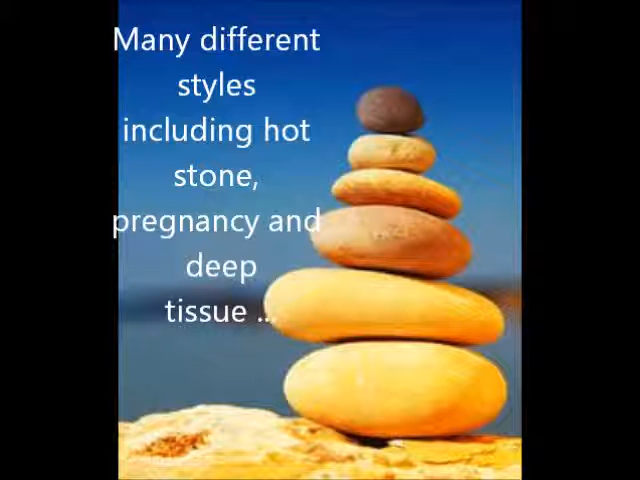 Many different
styles
including hot
stone,
pregnancy and
deep
tissue ...